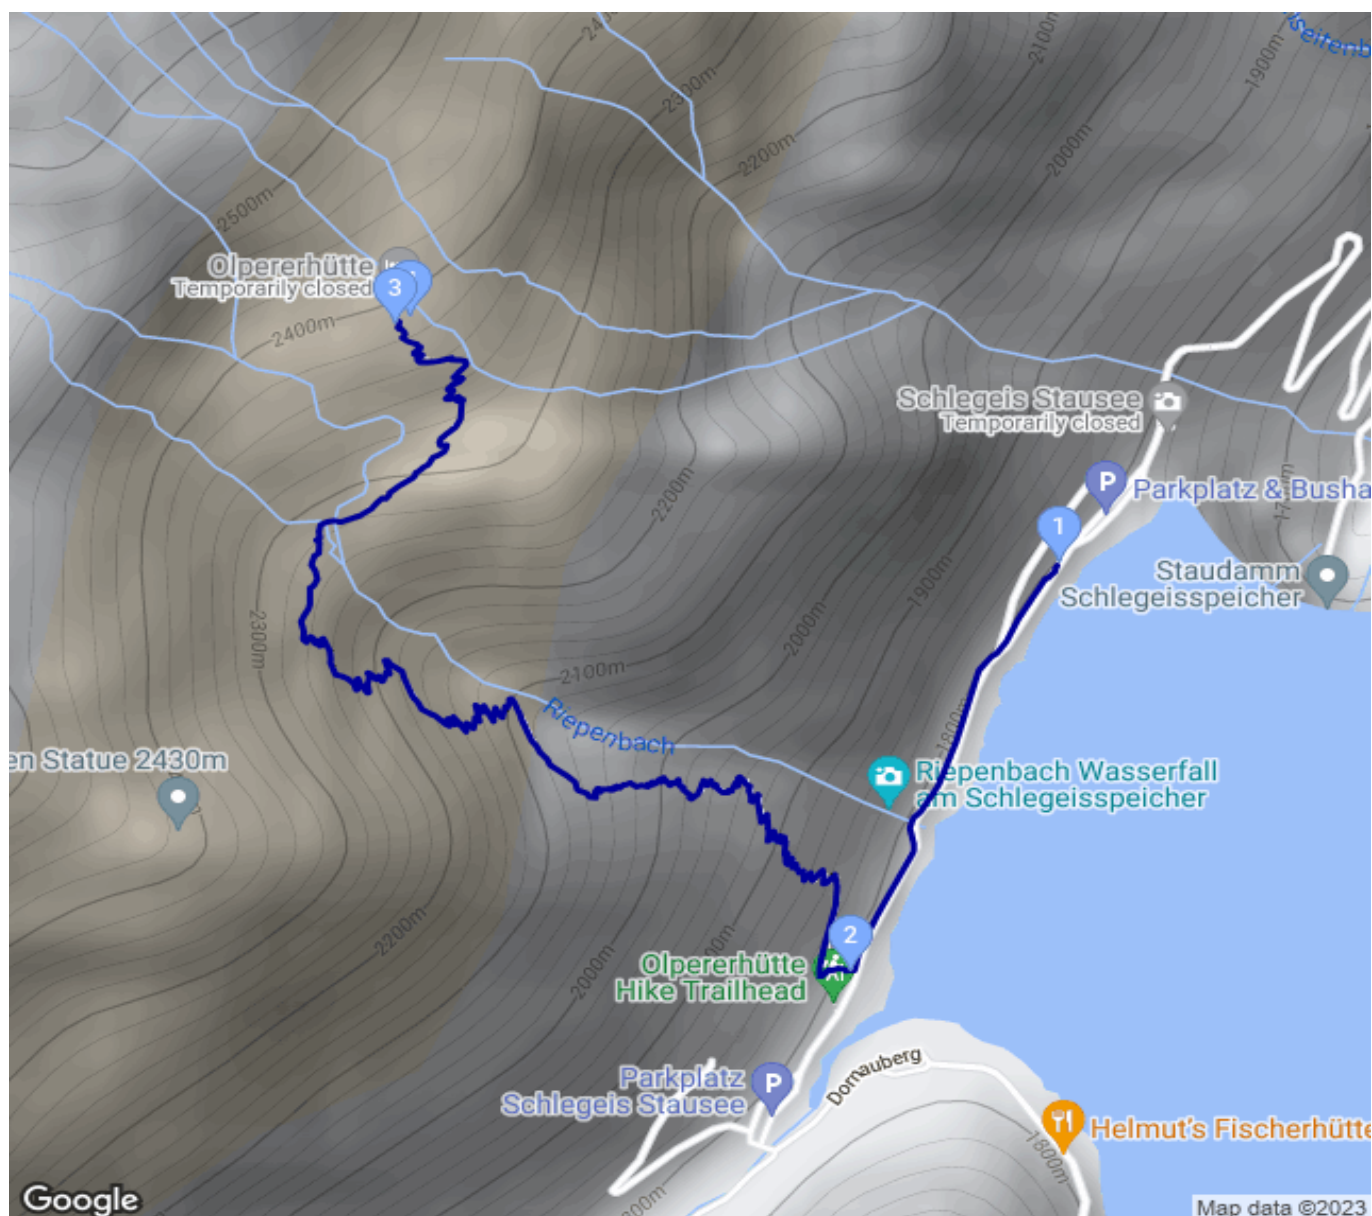 2100m
1900m
nseitenb
2400
2300m
2200m
2000m
2500m
Olpererhütte
Temporarily closed
3
2400m
Schlegeis Stausee
Temporarily closed
P
Parkplatz & Busha
2200m
1
1900m
Staudamm
Schlegeisspeicher
2000m
2300m
2100m
Riepenbach
1800m
en Statue 2430m
Riepenbach Wasserfall
am Schlegeisspeicher
2200m
2
2000m
Olpererhütte
Hike Trailhead
Dornauberg
Parkplatz
Schlegeis Stausee
P
Helmut's Fischerhütte
1800m
Google
Map data ©2023